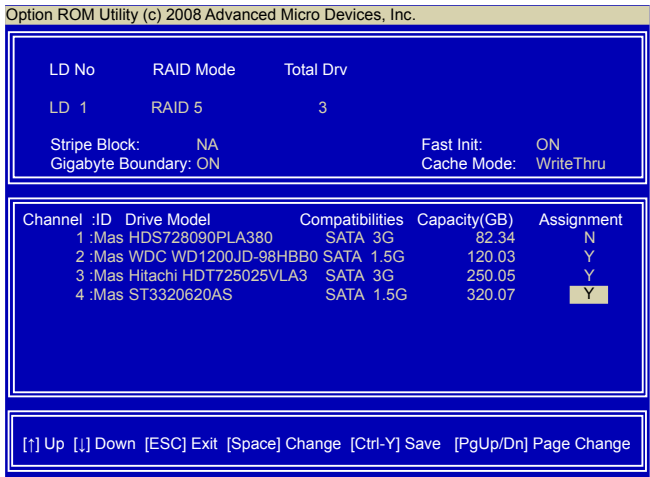 Option ROM Utility (c) 2008 Advanced Micro Devices, Inc.
LD No RAID Mode Total Drv
LD 1 RAID 5 3
Stripe Block: NA Fast Init: ON
Gigabyte Boundary: ON Cache Mode: WriteThru
Channel :ID Drive Model Compatibilities Capacity(GB) Assignment
1 :Mas HDS728090PLA380 SATA 3G 82.34 N
2 :Mas WDC WD1200JD-98HBB0 SATA 1.5G 120.03 Y
3 :Mas Hitachi HDT725025VLA3 SATA 3G 250.05 Y
4 :Mas ST3320620AS SATA 1.5G 320.07 Y
[↑] Up [↓] Down [ESC] Exit [Space] Change [Ctrl-Y] Save [PgUp/Dn] Page Change